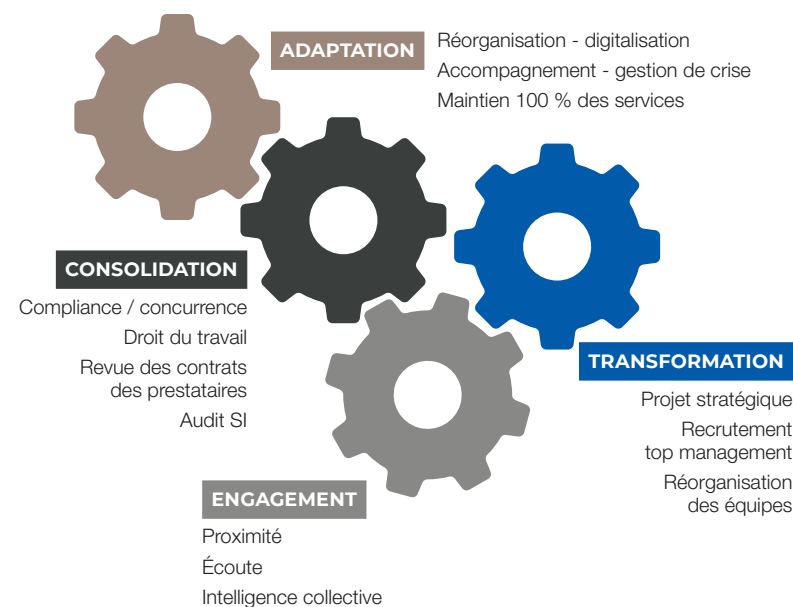 ADAPTATION
Réorganisation - digitalisation
Accompagnement - gestion de crise
Maintien 100 % des services
CONSOLIDATION
Compliance / concurrence
Droit du travail
Revue des contrats
des prestataires
Audit SI
TRANSFORMATION
Projet stratégique
Recrutement
top management
Réorganisation
des équipes
ENGAGEMENT
Proximité
Écoute
Intelligence collective